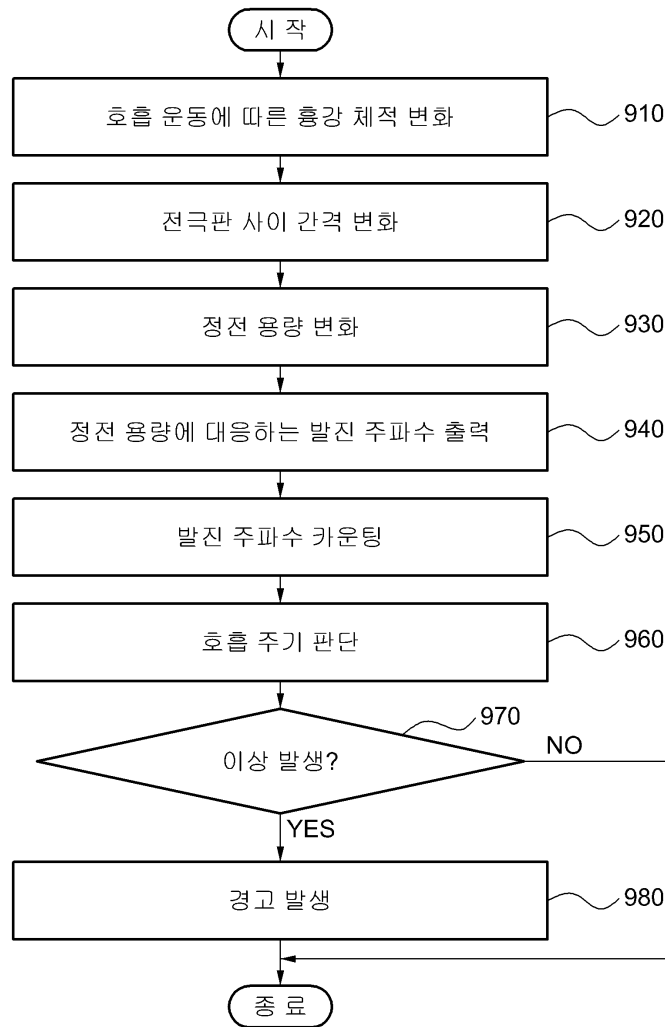 시 작
호흡 운동에 따른 흉강 체적 변화
910
전극판 사이 간격 변화
920
정전 용량 변화
930
정전 용량에 대응하는 발진 주파수 출력
940
발진 주파수 카운팅
950
호흡 주기 판단
960
970
이상 발생?
NO
YES
경고 발생
980
종 료